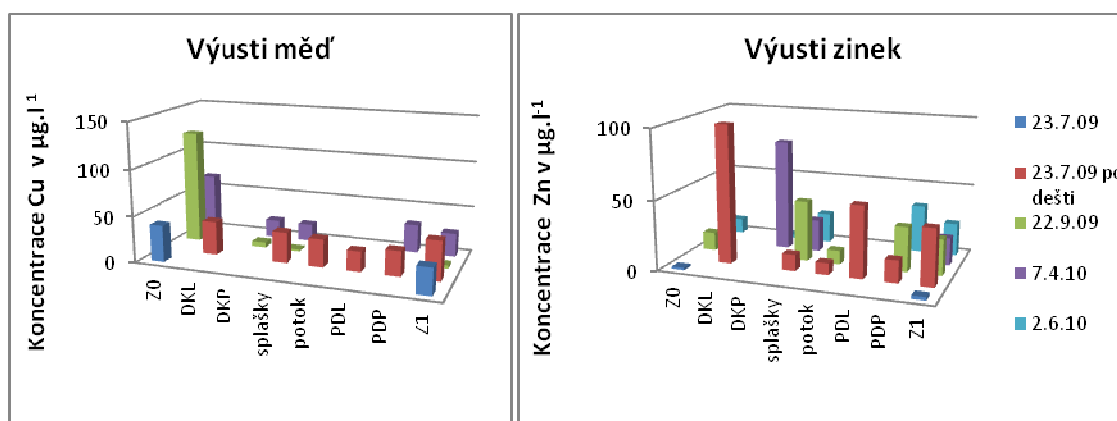 Výusti měď
Koncentrace Cu v µg.l-1
150
100
50
0
Z0
DKL
DKP
splašky
potok
PDL
PDP
Z1
Výusti zinek
Koncentrace Zn v µg.l-1
100
50
0
Z0
DKL
DKP
splašky
potok
PDL
PDP
Z1
23.7.09
23.7.09 po
dešti
22.9.09
7.4.10
2.6.10